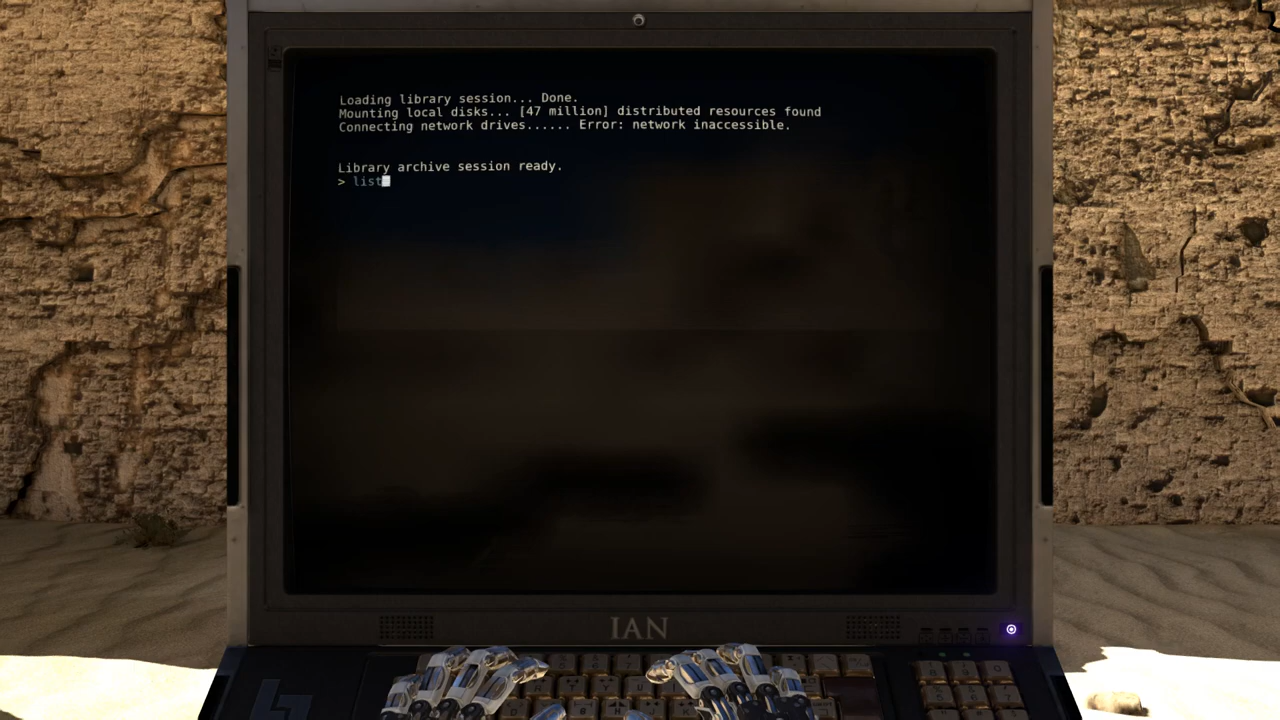 Loading library session... Done.
Mounting local disks... [47 million] distributed resources found
Connecting network drives...... Error: network inaccessible.
Library archive session ready.
> list
IAN